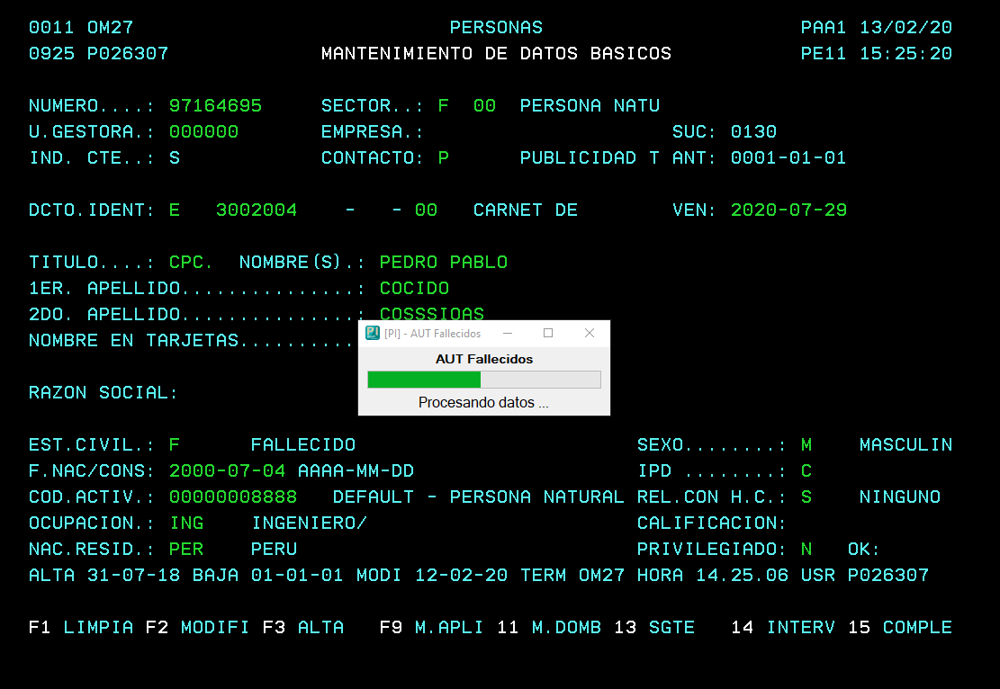 0011 OM27 PERSONAS PAA1 13/02/20
0925 P026307 MANTENIMIENTO DE DATOS BASICOS PE11 15:25:20
NUMERO....: 97164695 SECTOR..: F 00 PERSONA NATU
U.GESTORA.: 000000 EMPRESA.: SUC: 0130
IND. CTE..: S CONTACTO: P PUBLICIDAD T ANT: 0001-01-01
DCTO.IDENT: E 3002004 - - 00 CARNET DE VEN: 2020-07-29
TITULO....: CPC. NOMBRE(S).: PEDRO PABLO
1ER. APELLIDO...............: COCIDO
2DO. APELLIDO...............: COSSSIOAS
NOMBRE EN TARJETAS..........
[PI] - AUT Fallecidos
AUT Fallecidos
Procesando datos ...
RAZON SOCIAL:
EST.CIVIL.: F FALLECIDO SEXO........: M MASCULIN
F.NAC/CONS: 2000-07-04 AAAA-MM-DD IPD ........: C
COD.ACTIV.: 00000008888 DEFAULT - PERSONA NATURAL REL.CON H.C.: S NINGUNO
OCUPACION.: ING INGENIERO/ CALIFICACION:
NAC.RESID.: PER PERU PRIVILEGIADO: N OK:
ALTA 31-07-18 BAJA 01-01-01 MODI 12-02-20 TERM OM27 HORA 14.25.06 USR P026307
F1 LIMPIA F2 MODIFI F3 ALTA F9 M.APLI 11 M.DOMB 13 SGTE 14 INTERV 15 COMPLE